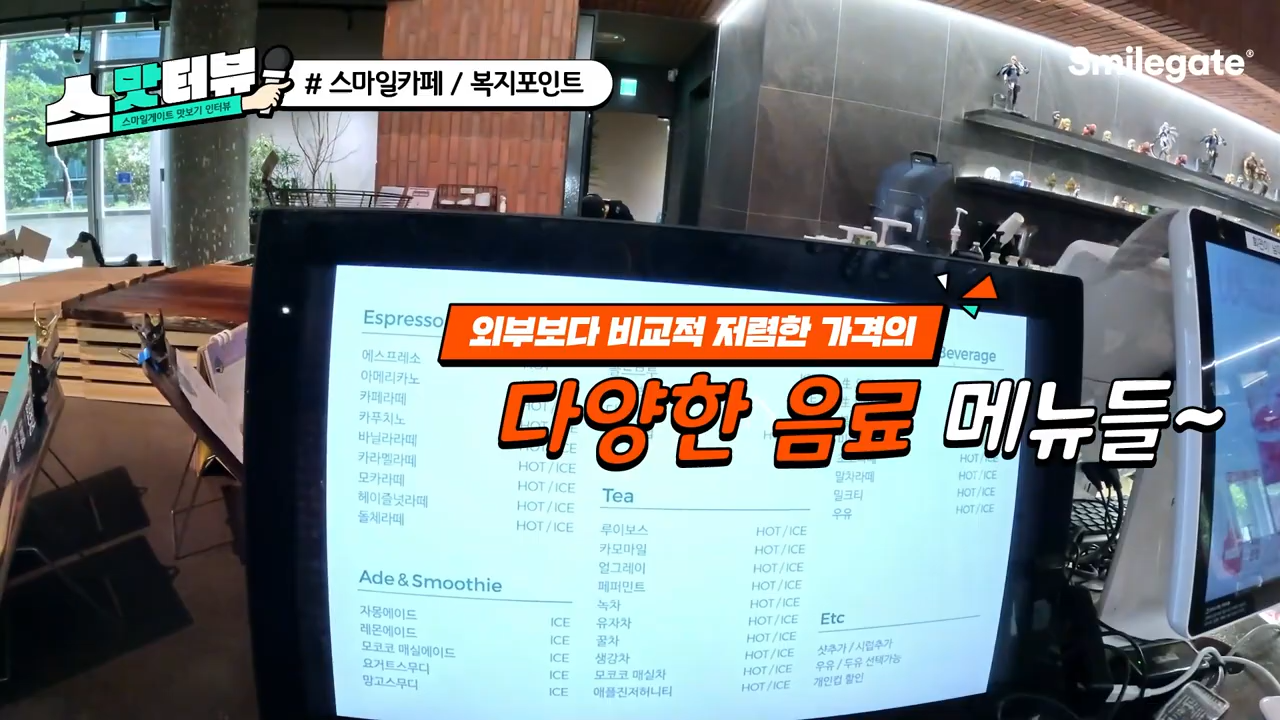 스맛터뷰
스마일게이트 맛보기 인터뷰
# 스마일카페 / 복지포인트
Smilegate®
외부보다 비교적 저렴한 가격의
다양한 음료 메뉴들~
Espresso
에스프레소
아메리카노
카페라떼
카푸치노
바닐라라떼
HOT / ICE
카라멜라떼
HOT / ICE
모카라떼
HOT / ICE
헤이즐넛라떼
HOT / ICE
돌체라떼
HOT / ICE
Ade & Smoothie
자몽에이드
ICE
레몬에이드
ICE
모코코 매실에이드
ICE
요거트스무디
ICE
망고스무디
ICE
Tea
루이보스
HOT / ICE
카모마일
HOT / ICE
얼그레이
HOT / ICE
페퍼민트
HOT / ICE
녹차
HOT / ICE
유자차
HOT / ICE
꿀차
HOT / ICE
생강차
HOT / ICE
모코코 매실차
HOT / ICE
애플진저허니티
HOT / ICE
Beverage
HOT / ICE
말차라떼
HOT / ICE
밀크티
HOT / ICE
우유
HOT / ICE
Etc
샷추가 / 시럽추가
우유 / 두유 선택가능
개인컵 할인